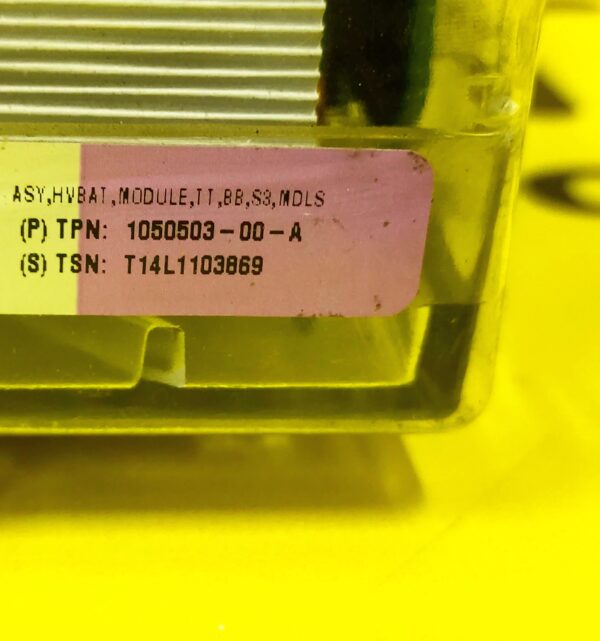 ASY,HVBAT,MODULE,TT,BB,S3,MDLS
(P) TPN: 1050503-00-A
(S) TSN: T14L1103869